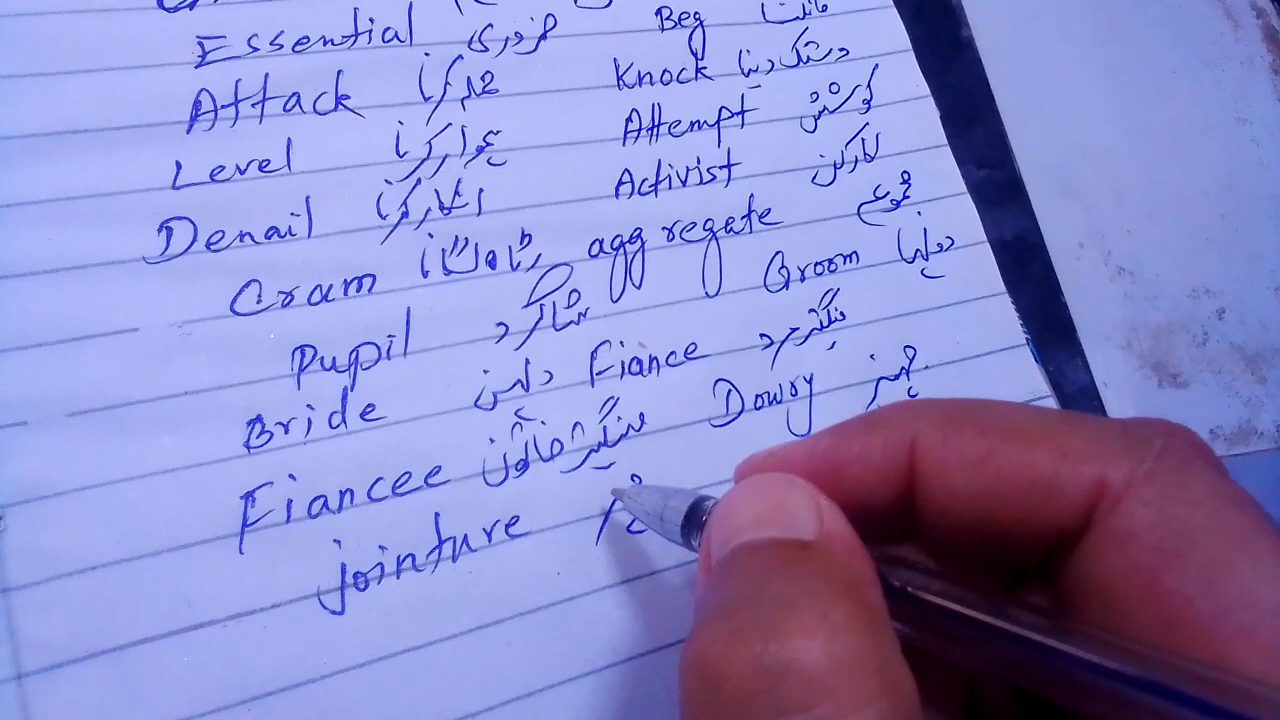 Essential ضروری Beg مانگنا
Attack حملہ کرنا Knock دستک دینا
Level ہموار کرنا Attempt کوشش
Denail انکار کرنا Activist کارکن
Cram رٹا لگانا aggregate مجموعہ
Pupil شاگرد Groom دولہا
Bride دلہن Fiance منگیتر مرد
Fiancee منگیتر خاتون Dowry جہیز
jointure